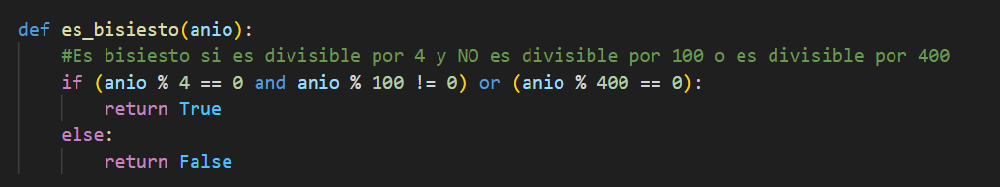 def es_bisiesto(anio):
#Es bisiesto si es divisible por 4 y NO es divisible por 100 o es divisible por 400
if (anio % 4 == 0 and anio % 100 != 0) or (anio % 400 == 0):
return True
else:
return False